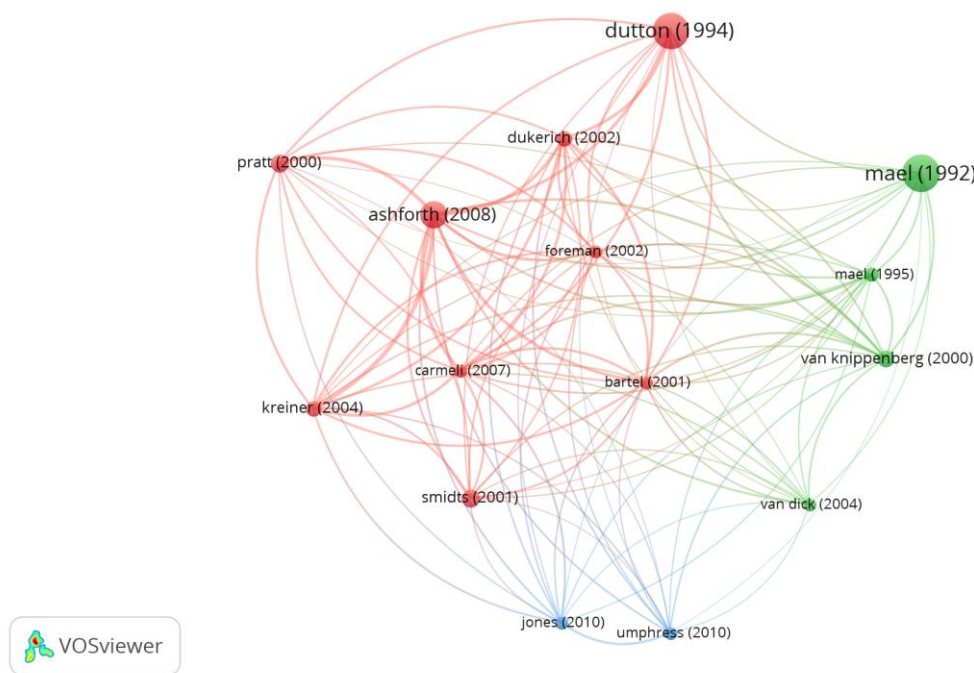 dutton (1994)
dukerich (2002)
pratt (2000)
mael (1992)
ashforth (2008)
foreman (2002)
mael (1995)
van knippenberg (2000)
carmeli (2007)
bartel (2001)
kreiner (2004)
smidts (2001)
van dick (2004)
jones (2010)
umphress (2010)
VOSviewer